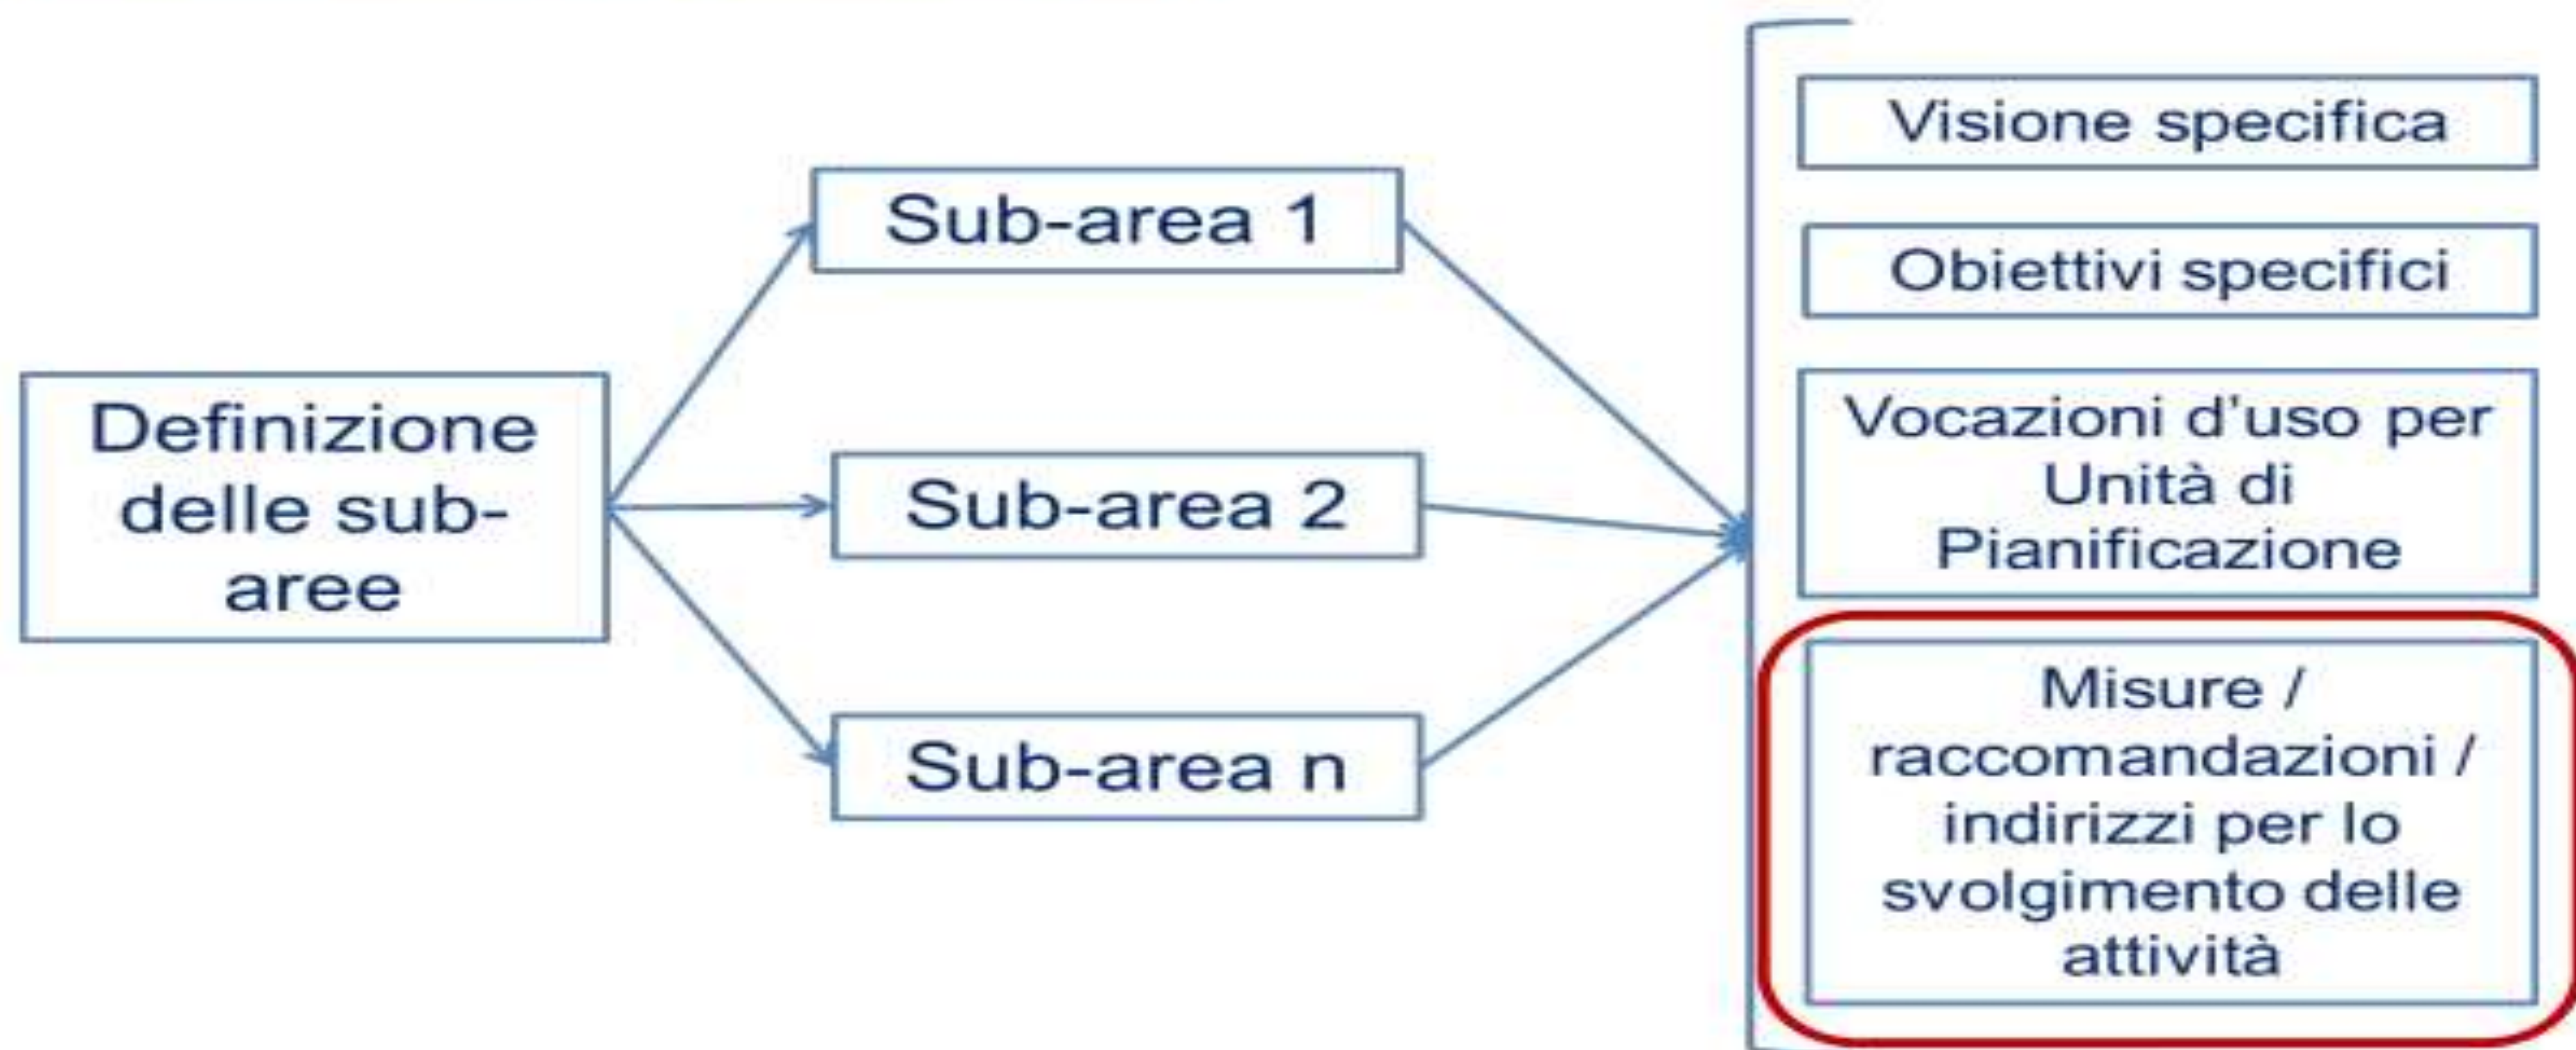 Definizione
delle sub-
aree
Sub-area 1
Sub-area 2
Sub-area n
Visione specifica
Obiettivi specifici
Vocazioni d'uso per
Unità di
Pianificazione
Misure /
raccomandazioni /
indirizzi per lo
svolgimento delle
attività